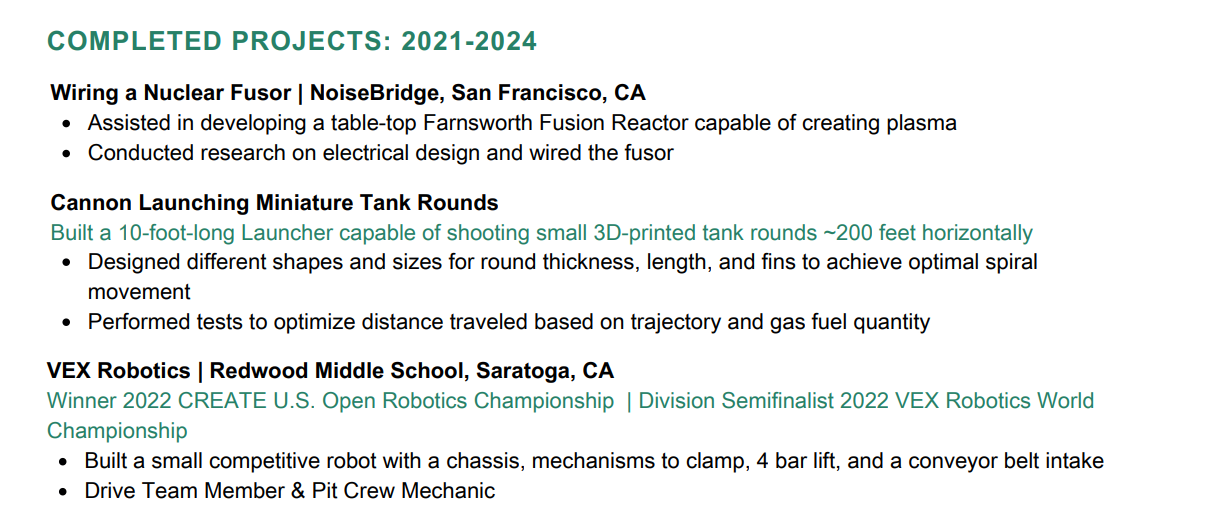 COMPLETED PROJECTS: 2021-2024
Wiring a Nuclear Fusor | NoiseBridge, San Francisco, CA
• Assisted in developing a table-top Farnsworth Fusion Reactor capable of creating plasma
• Conducted research on electrical design and wired the fusor
Cannon Launching Miniature Tank Rounds
Built a 10-foot-long Launcher capable of shooting small 3D-printed tank rounds ~200 feet horizontally
• Designed different shapes and sizes for round thickness, length, and fins to achieve optimal spiral
movement
• Performed tests to optimize distance traveled based on trajectory and gas fuel quantity
VEX Robotics | Redwood Middle School, Saratoga, CA
Winner 2022 CREATE U.S. Open Robotics Championship | Division Semifinalist 2022 VEX Robotics World
Championship
• Built a small competitive robot with a chassis, mechanisms to clamp, 4 bar lift, and a conveyor belt intake
• Drive Team Member & Pit Crew Mechanic